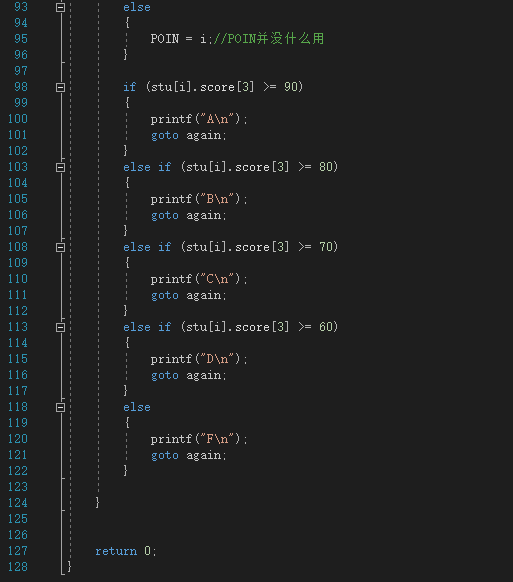 93 else
94 {
95 POIN = i;//POIN并没什么用
96 }
97
98 if (stu[i].score[3] >= 90)
99 {
100 printf("A\n");
101 goto again;
102 }
103 else if (stu[i].score[3] >= 80)
104 {
105 printf("B\n");
106 goto again;
107 }
108 else if (stu[i].score[3] >= 70)
109 {
110 printf("C\n");
111 goto again;
112 }
113 else if (stu[i].score[3] >= 60)
114 {
115 printf("D\n");
116 goto again;
117 }
118 else
119 {
120 printf("F\n");
121 goto again;
122 }
123
124 }
125
126
127 return 0;
128 }